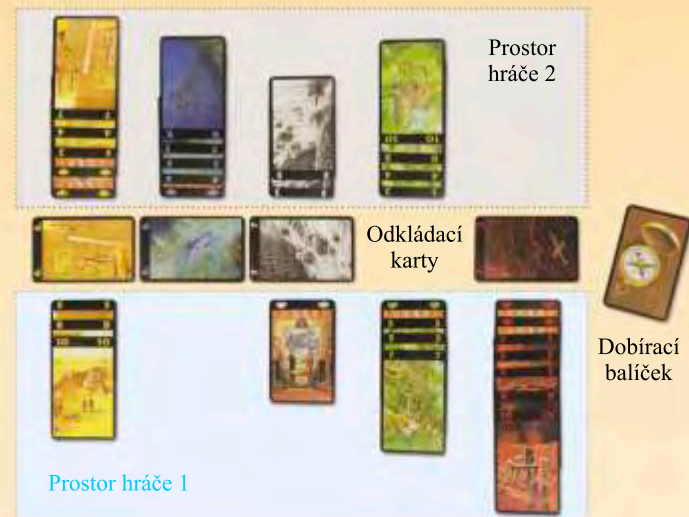 Prostor
hráče 2
Odkládací
karty
Dobírací
balíček
Prostor hráče 1